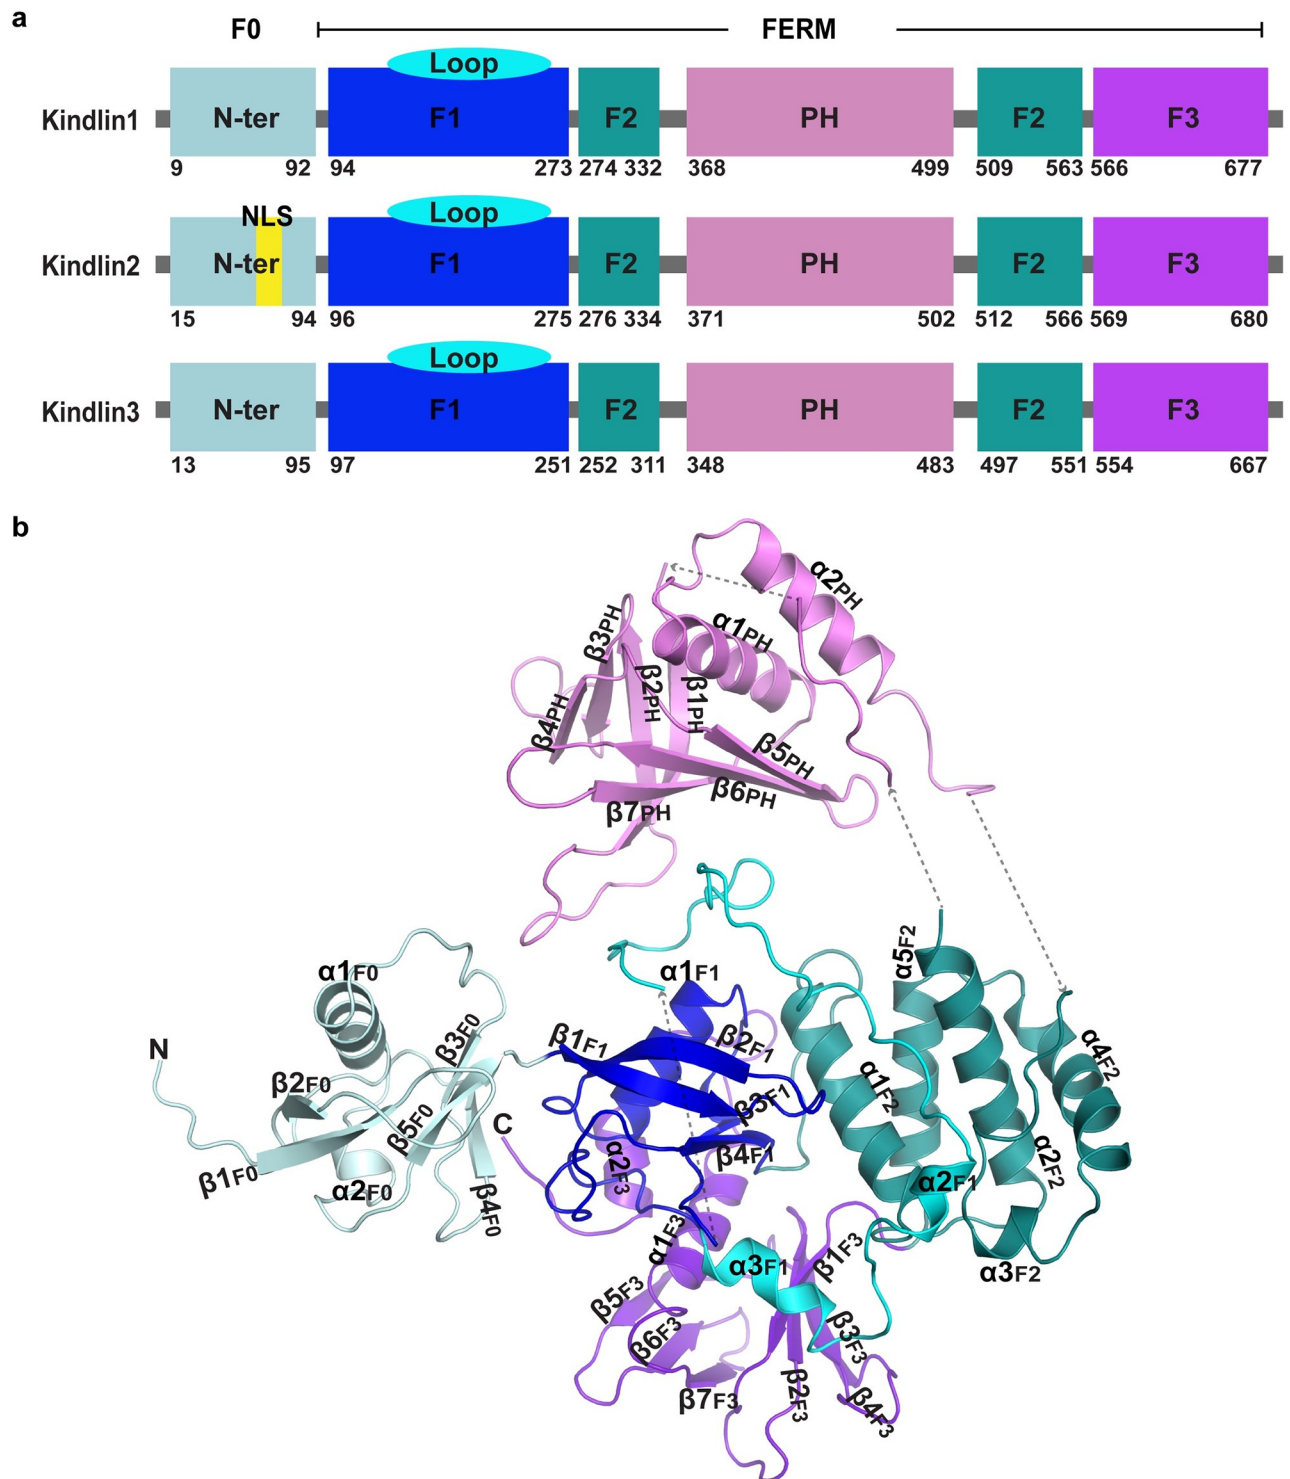 a
F0 FERM
Loop
Kindlin1 N-ter F1 F2 PH F2 F3
9 92 94 273 274 332 368 499 509 563 566 677
NLS Loop
Kindlin2 N-ter F1 F2 PH F2 F3
15 94 96 275 276 334 371 502 512 566 569 680
Loop
Kindlin3 N-ter F1 F2 PH F2 F3
13 95 97 251 252 311 348 483 497 551 554 667
b
α2PH
β3PH
α1PH
β2PH
β1PH
β4PH
β5PH
β6PH
β7PH
α5F2
α1F0
α1F1
β3F0
β1F1
β2F1
N
α4F2
β2F0
α1F2
β3F1
β5F0
C
β4F1
α2F3
α2F2
β1F0
α2F0
β4F0
α2F1
α1F3
α3F1
β1F3
α3F2
β5F3
β6F3
β3F3
β7F3
β2F3
β4F3